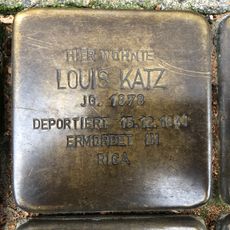 HIER WOHNTE
LOUIS KATZ
JG. 1878
DEPORTIERT 13.12.1941
ERMORDET IN
RIGA